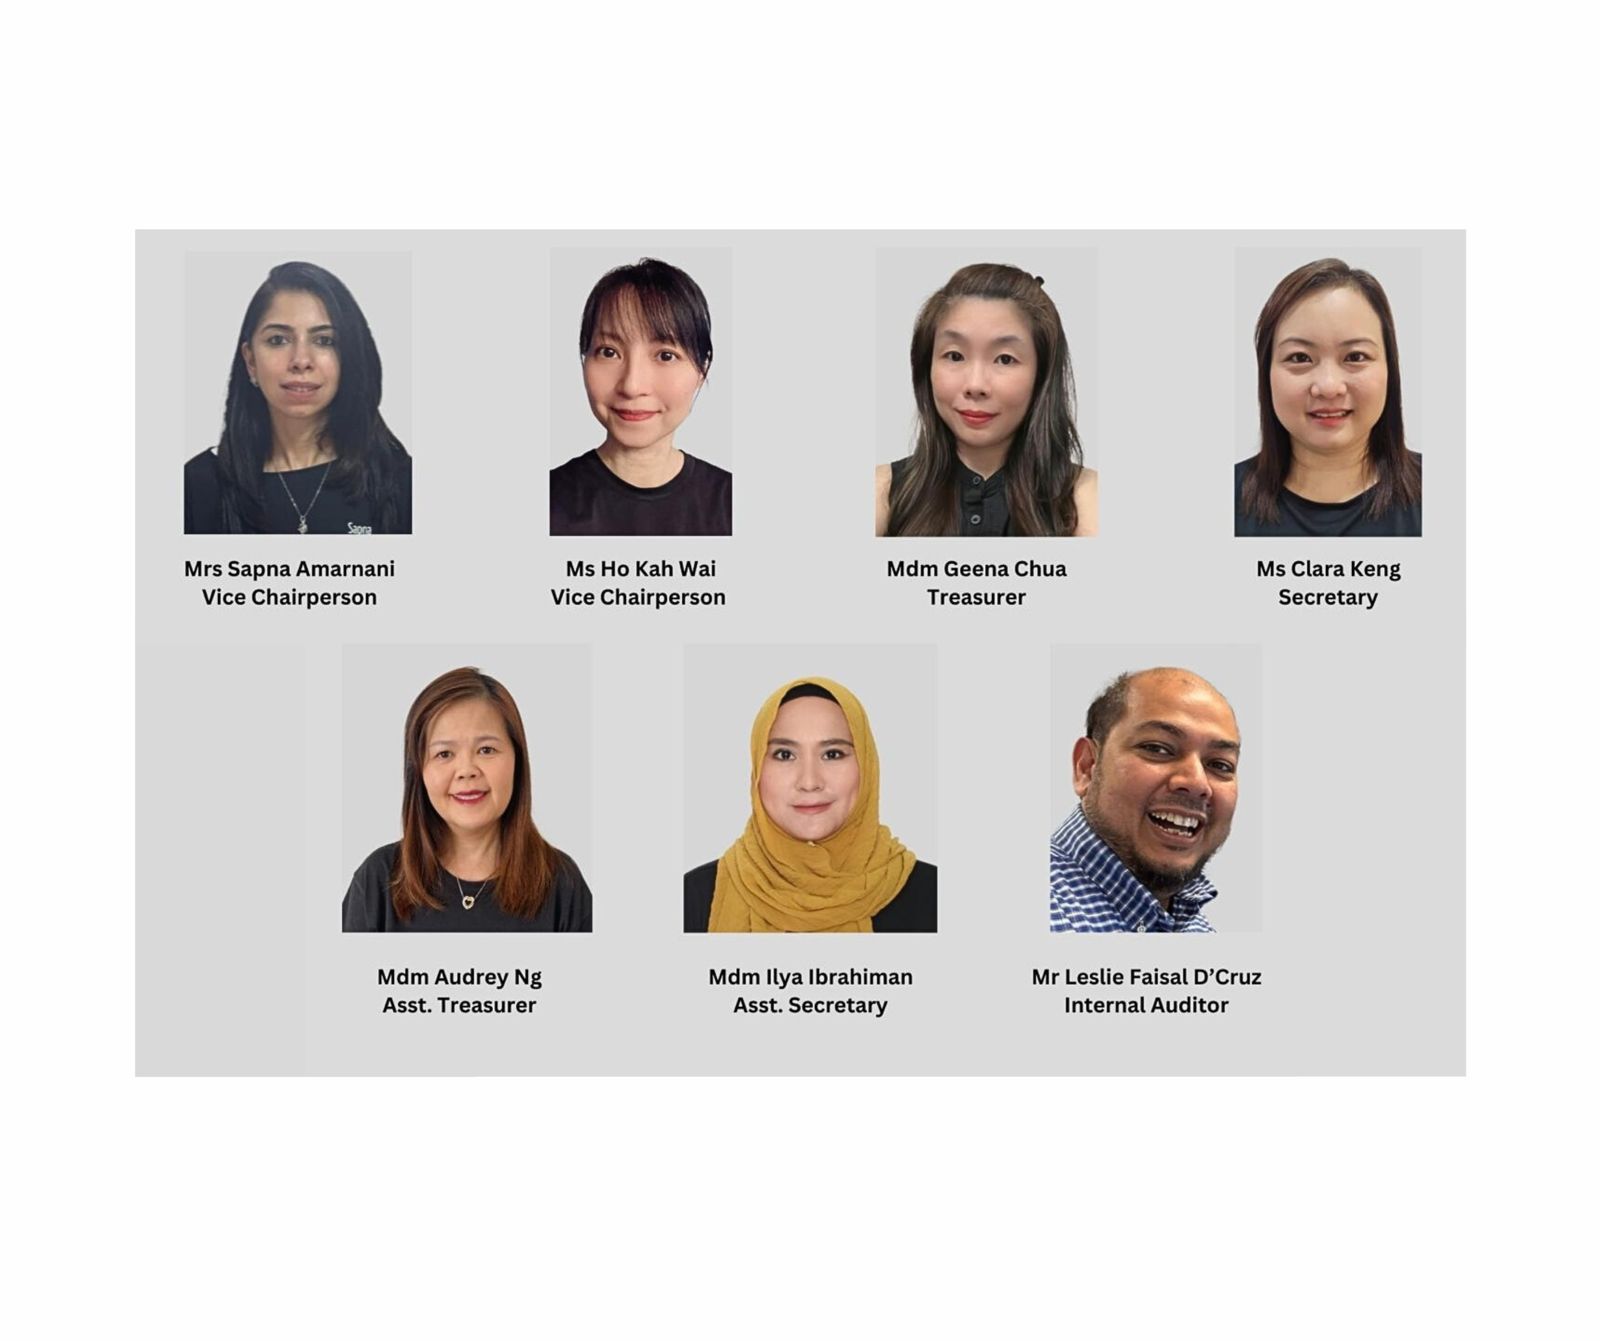 Sapna
Mrs Sapna Amarnani
Vice Chairperson
Ms Ho Kah Wai
Vice Chairperson
Mdm Geena Chua
Treasurer
Ms Clara Keng
Secretary
Mdm Audrey Ng
Asst. Treasurer
Mdm Ilya Ibrahiman
Asst. Secretary
Mr Leslie Faisal D’Cruz
Internal Auditor